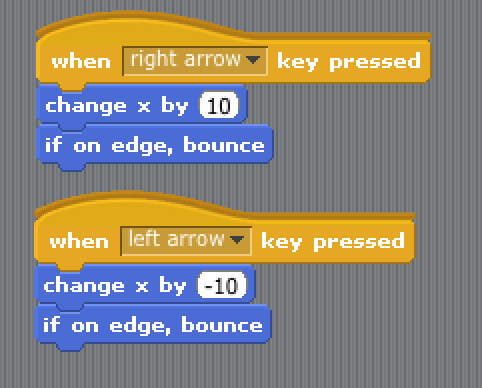 when right arrow key pressed
change x by 10
if on edge, bounce
when left arrow key pressed
change x by -10
if on edge, bounce